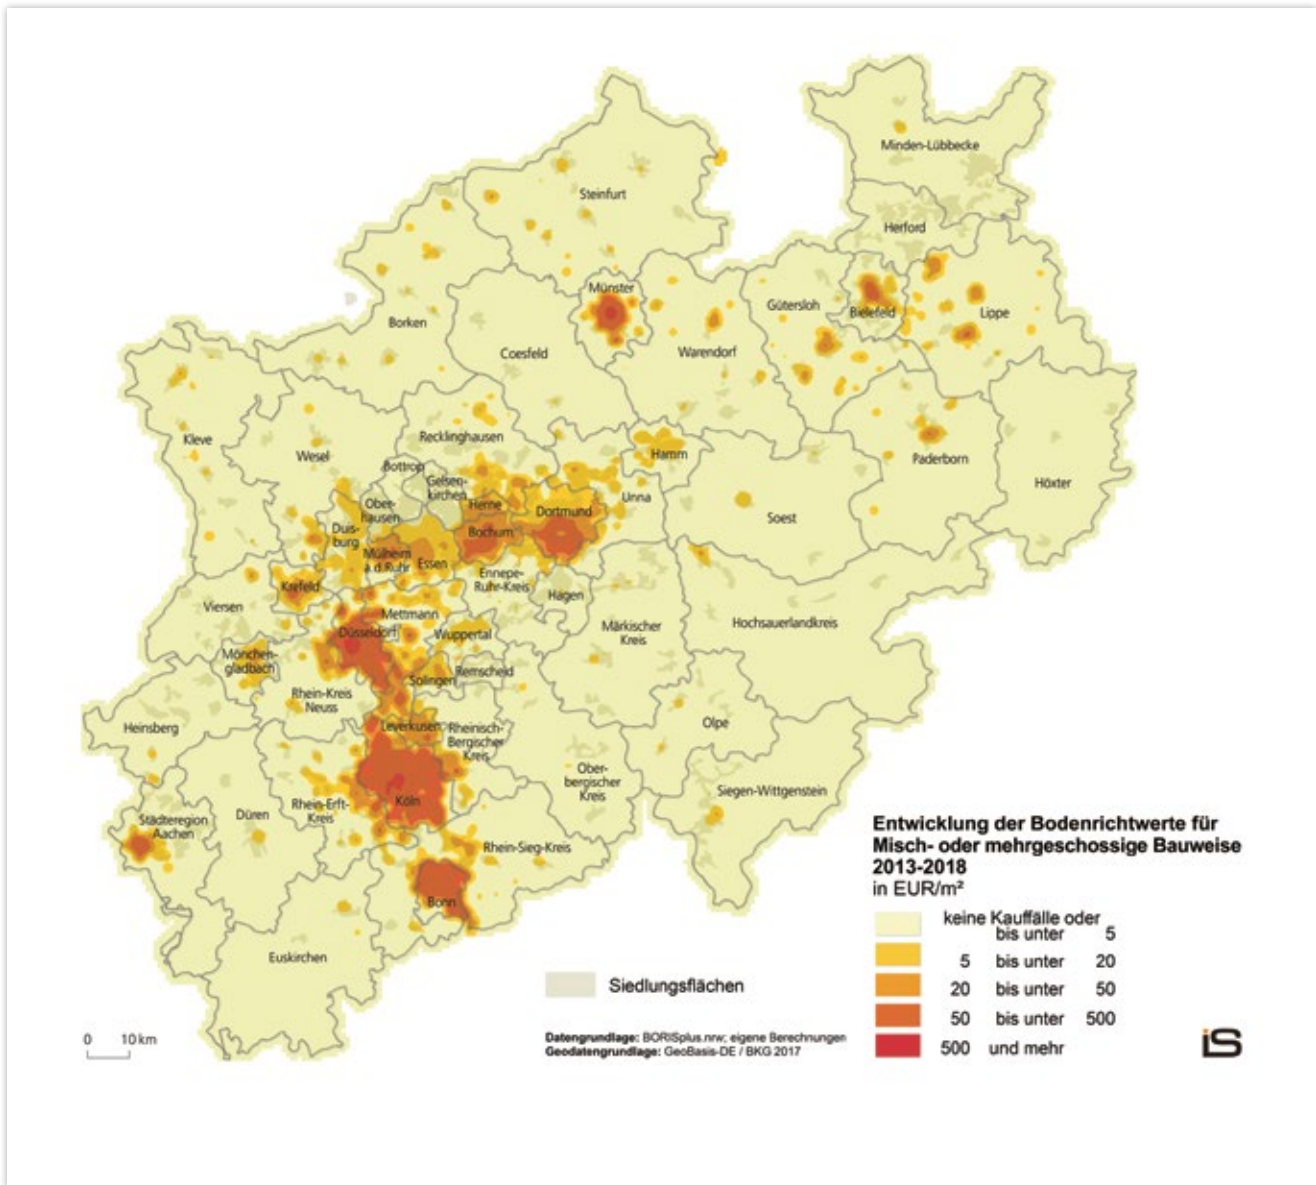 Minden-Lübbecke
Steinfurt
Herford
Münster
Gütersloh
Bielefeld
Lippe
Borken
Coesfeld
Warendorf
Kleve
Wesel
Recklinghausen
Hamm
Paderborn
Bottrop
Gelsen-
kirchen
Höxter
Ober-
hausen
Herne
Dortmund
Unna
Soest
Duis-
burg
Bochum
Mülheim
a.d.Ruhr
Essen
Ennepe-
Ruhr-Kreis
Krefeld
Hagen
Viersen
Mettmann
Märkischer
Kreis
Hochsauerlandkreis
Düsseldorf
Wuppertal
Mönchen-
gladbach
Solingen
Remscheid
Rhein-Kreis
Neuss
Heinsberg
Leverkusen
Rheinisch-
Bergischer
Kreis
Olpe
Ober-
bergischer
Kreis
Siegen-Wittgenstein
Köln
Rhein-Erft-
Kreis
Düren
Städteregion
Aachen
Rhein-Sieg-Kreis
Bonn
Euskirchen
Entwicklung der Bodenrichtwerte für
Misch- oder mehrgeschossige Bauweise
2013-2018
in EUR/m²
keine Kauffälle oder
bis unter 5
5 bis unter 20
20 bis unter 50
50 bis unter 500
500 und mehr
Siedlungsflächen
0 10 km
Datengrundlage: BORISplus.nrw; eigene Berechnungen
Geodatengrundlage: GeoBasis-DE / BKG 2017
iS